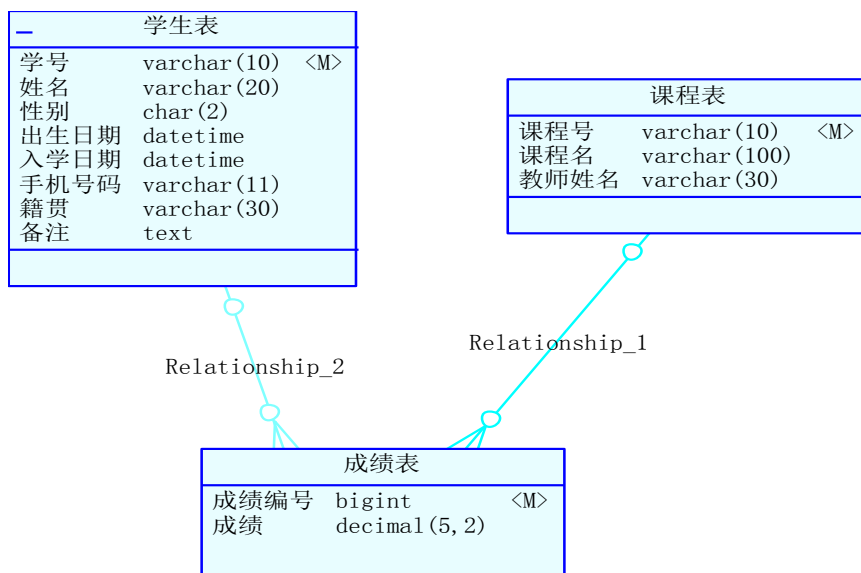 学生表
学号 varchar(10) <M>
姓名 varchar(20)
性别 char(2)
出生日期 datetime
入学日期 datetime
手机号码 varchar(11)
籍贯 varchar(30)
备注 text
课程表
课程号 varchar(10) <M>
课程名 varchar(100)
教师姓名 varchar(30)
Relationship_1
Relationship_2
成绩表
成绩编号 bigint <M>
成绩 decimal(5,2)